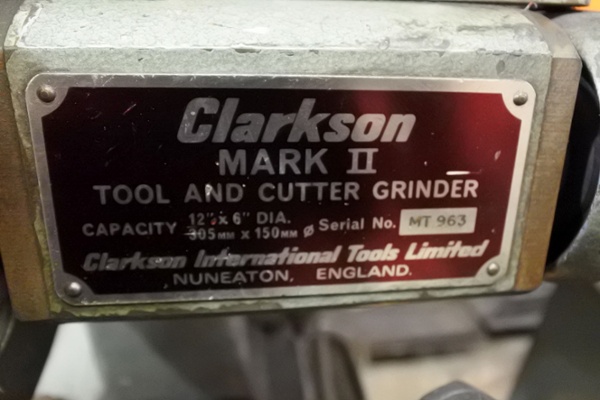 Clarkson
MARK II
TOOL AND CUTTER GRINDER
CAPACITY 12" x 6" DIA.
305MM x 150MM Ø Serial No. MT 963
Clarkson International Tools Limited
NUNEATON, ENGLAND.